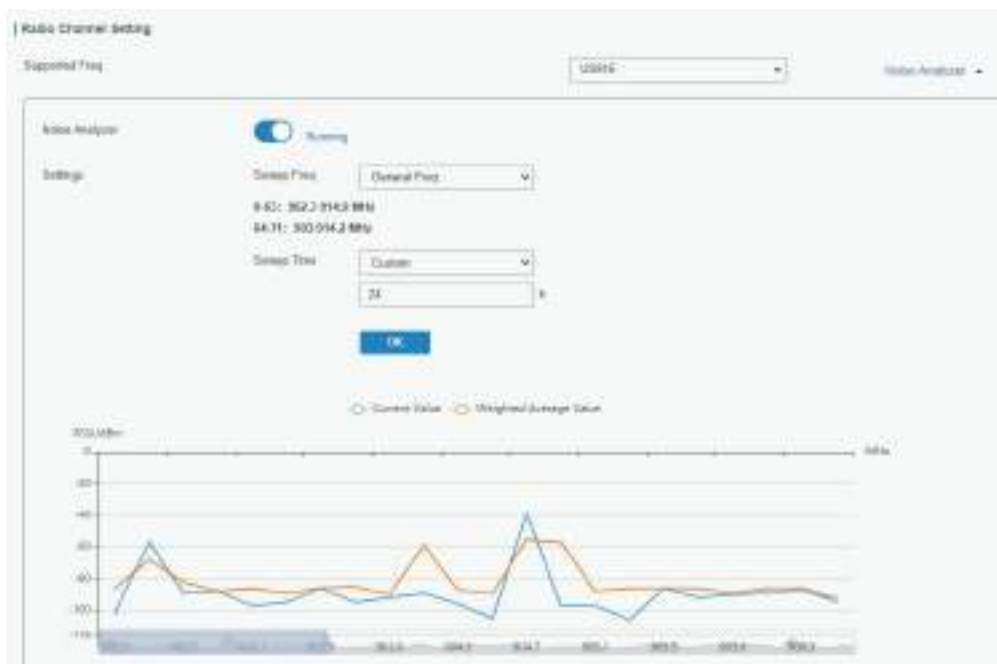 Radio Channel Setting
Supported Freq
US915
Noise Analyzer
Noise Analyzer
Running
Settings
Sweep Freq
General Freq
0-63: 902.3-914.9 MHz
64-71: 903-914.2 MHz
Sweep Time
Custom
24
h
OK
Current Value
Weighted Average Value
RSSI/dBm
0
MHz
-20
-40
-60
-80
-100
-110
904.7